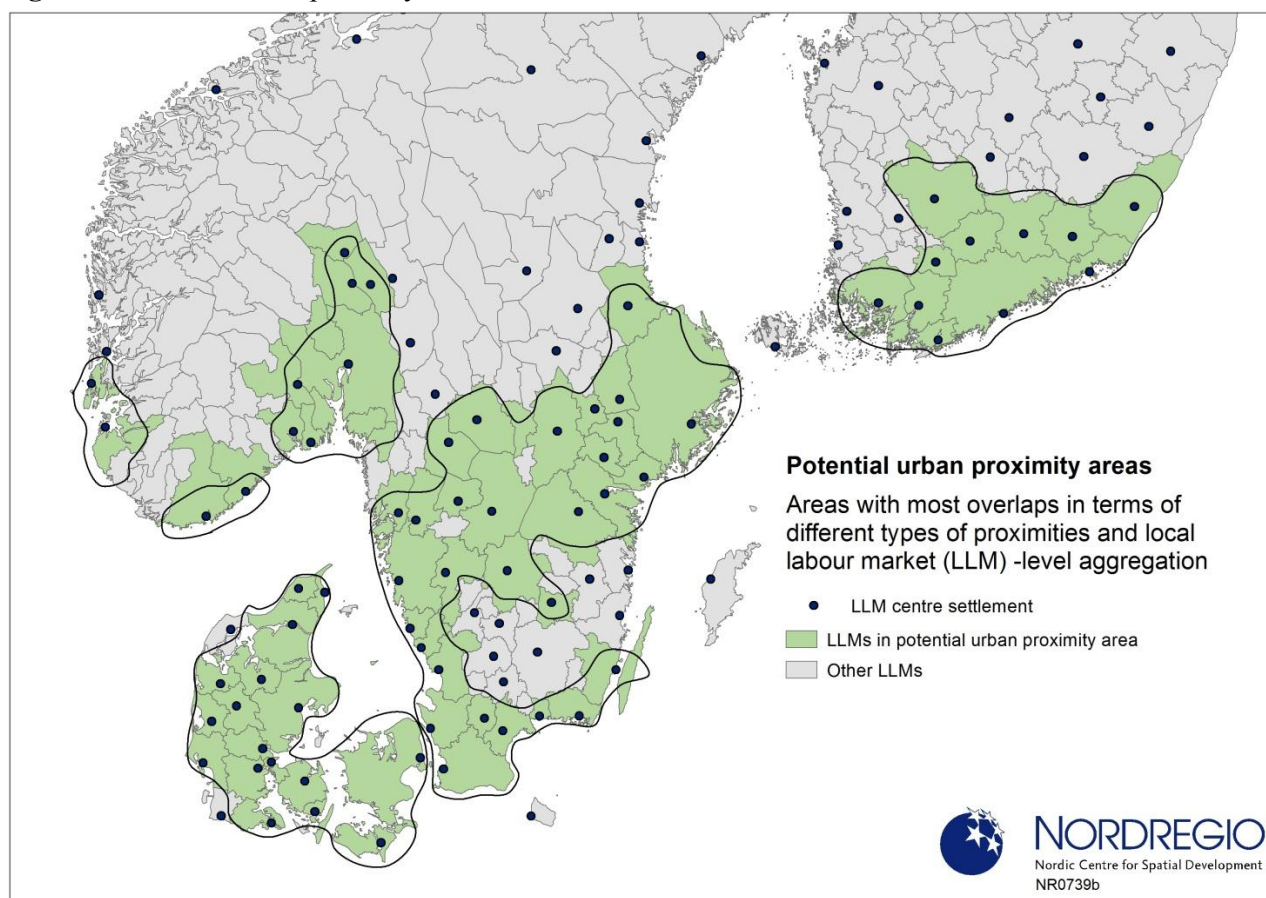 Potential urban proximity areas
Areas with most overlaps in terms of
different types of proximities and local
labour market (LLM) -level aggregation
LLM centre settlement
LLMs in potential urban proximity area
Other LLMs
NORDREGIO
Nordic Centre for Spatial Development
NR0739b